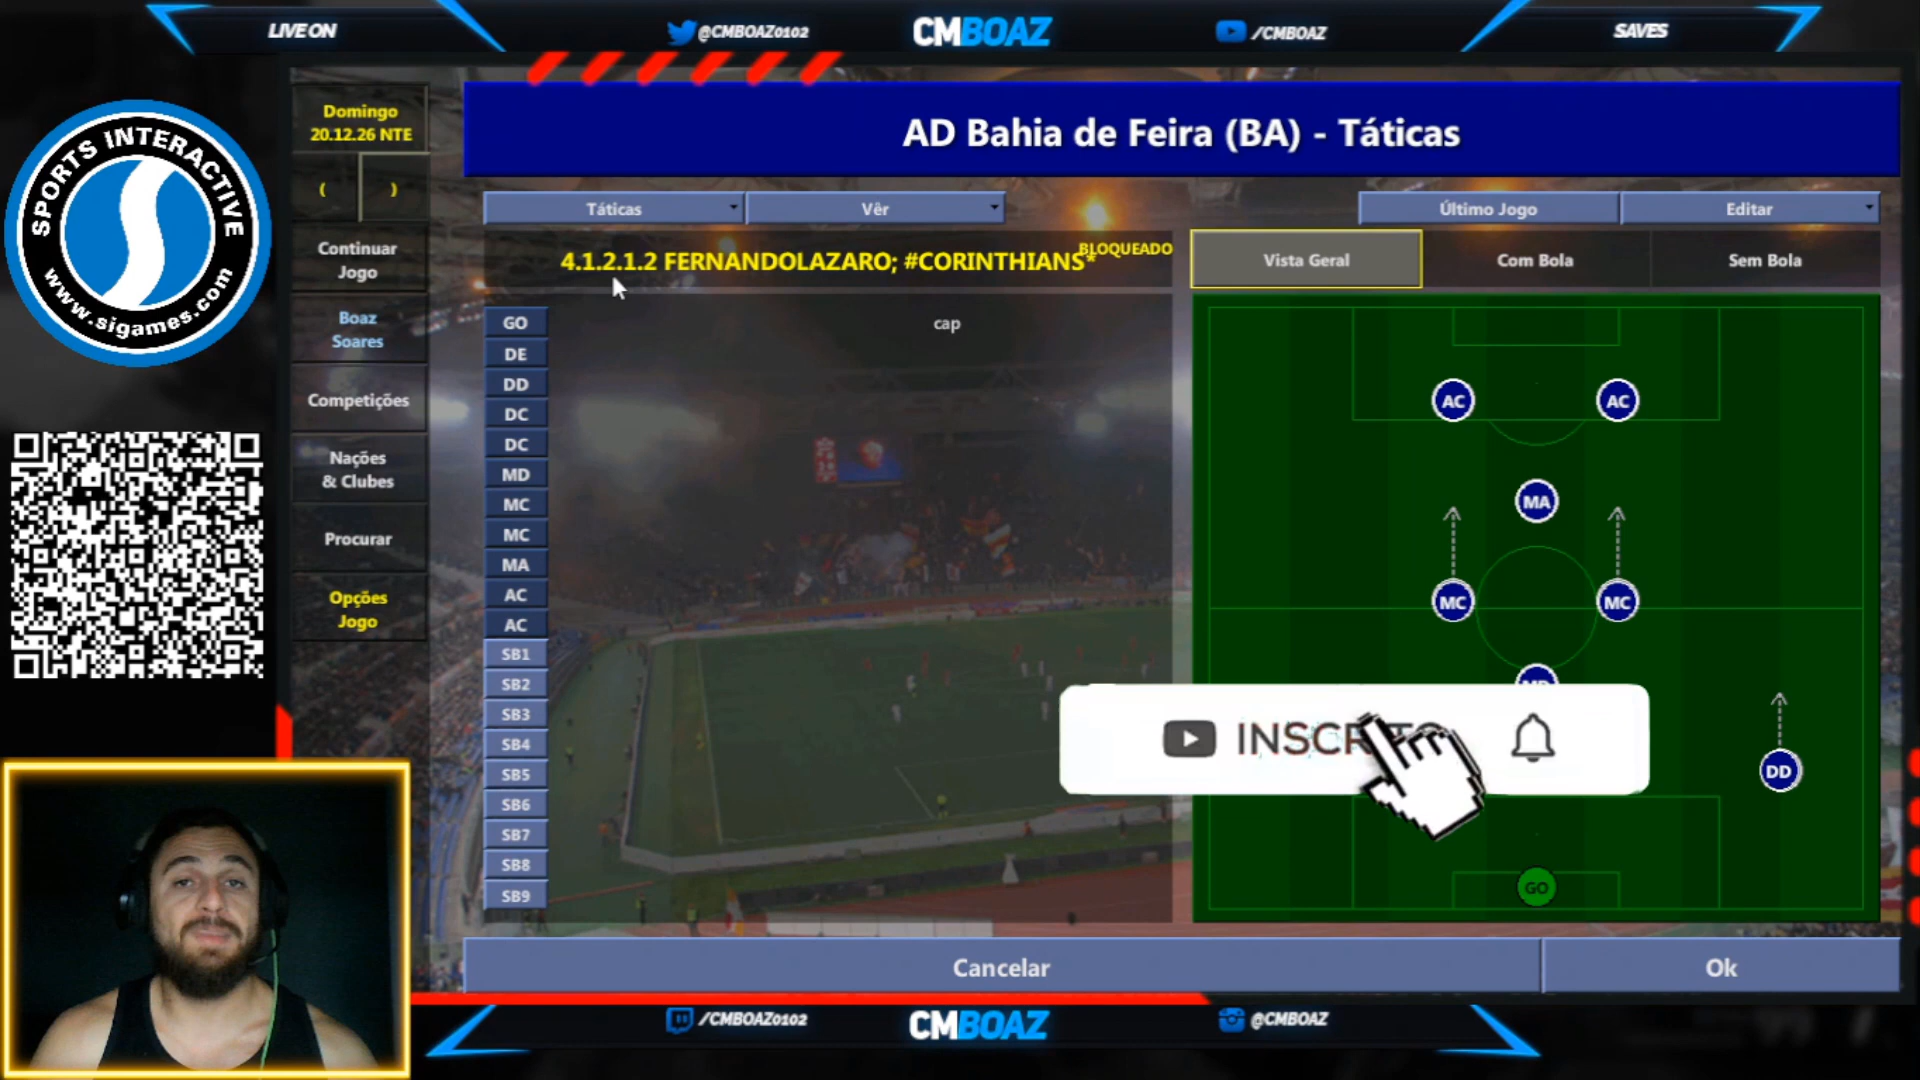 LIVE ON
@CMBOAZ0102
CMBOAZ
/CMBOAZ
SAVES
SPORTS INTERACTIVE
www.sigames.com
Domingo
20.12.26 NTE
( )
Continuar
Jogo
Boaz
Soares
Competições
Nações
& Clubes
Procurar
Opções
Jogo
AD Bahia de Feira (BA) - Táticas
Táticas
Vêr
Último Jogo
Editar
4.1.2.1.2 FERNANDOLAZARO; #CORINTHIANS*
BLOQUEADO
Vista Geral
Com Bola
Sem Bola
GO
cap
DE
DD
DC
DC
MD
MC
MC
MA
AC
AC
SB1
SB2
SB3
SB4
SB5
SB6
SB7
SB8
SB9
AC
AC
MA
MC
MC
DD
GO
Cancelar
Ok
/CMBOAZ0102
CMBOAZ
@CMBOAZ